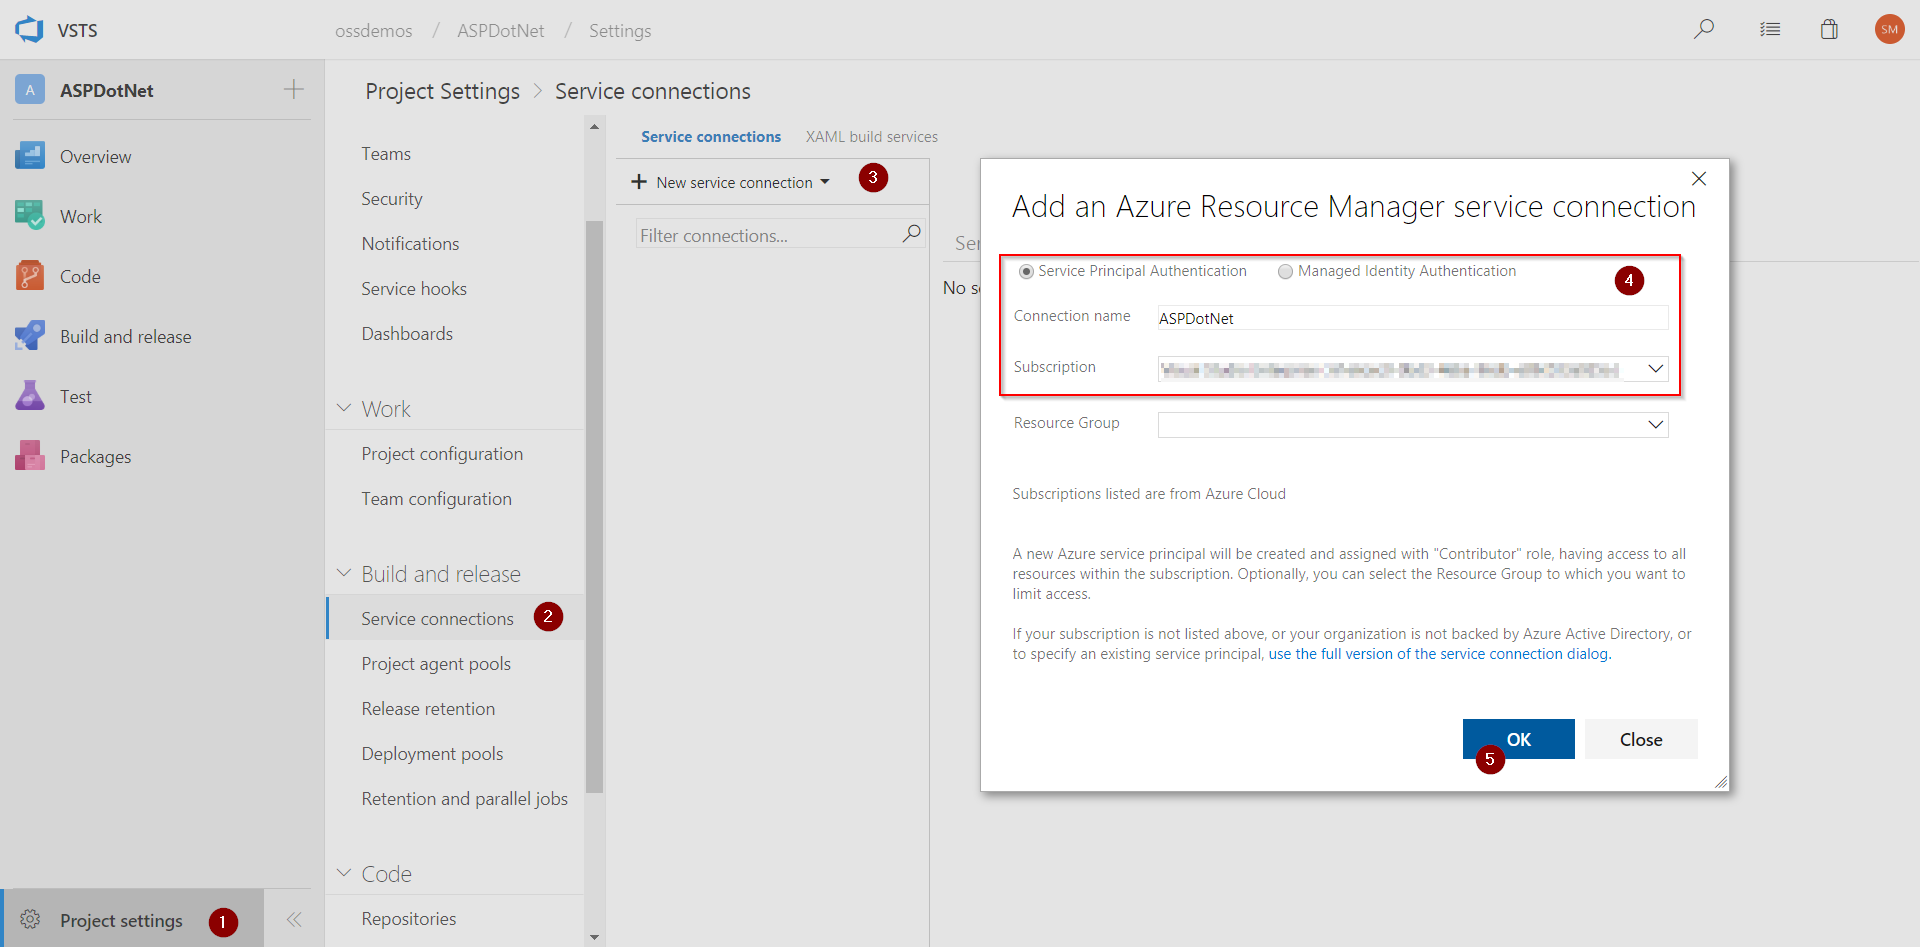 VSTS
ossdemos / ASPDotNet / Settings
SM
A ASPDotNet
Overview
Work
Code
Build and release
Test
Packages
Project settings 1
Project Settings > Service connections
Teams
Security
Notifications
Service hooks
Dashboards
Work
Project configuration
Team configuration
Build and release
Service connections 2
Project agent pools
Release retention
Deployment pools
Retention and parallel jobs
Code
Repositories
Service connections XAML build services
+ New service connection 3
Filter connections...
Ser
No s
Add an Azure Resource Manager service connection
Service Principal Authentication Managed Identity Authentication 4
Connection name ASPDotNet
Subscription
Resource Group
Subscriptions listed are from Azure Cloud
A new Azure service principal will be created and assigned with "Contributor" role, having access to all
resources within the subscription. Optionally, you can select the Resource Group to which you want to
limit access.
If your subscription is not listed above, or your organization is not backed by Azure Active Directory, or
to specify an existing service principal, use the full version of the service connection dialog.
OK Close
5